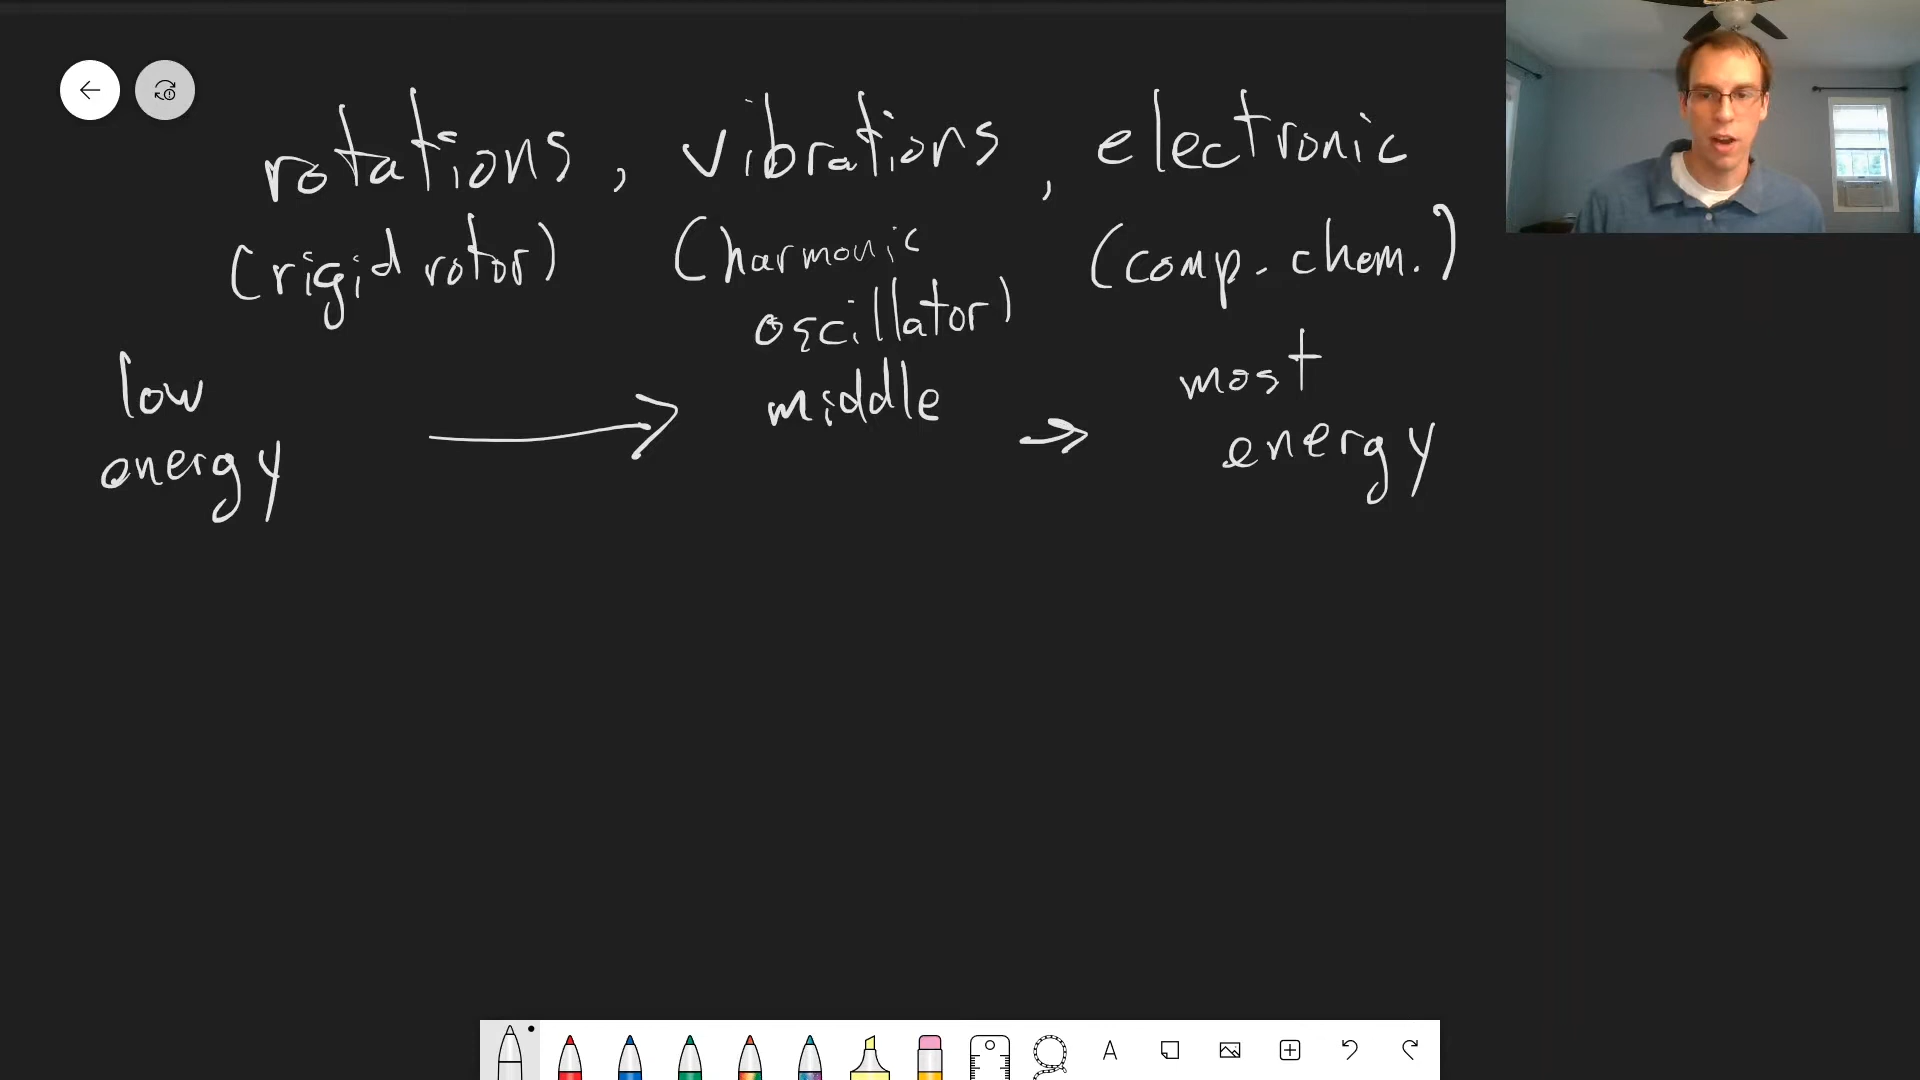 rotations, vibrations, electronic
(rigid rotor) (harmonic oscillator) (comp. chem.)
low energy → middle → most energy
A